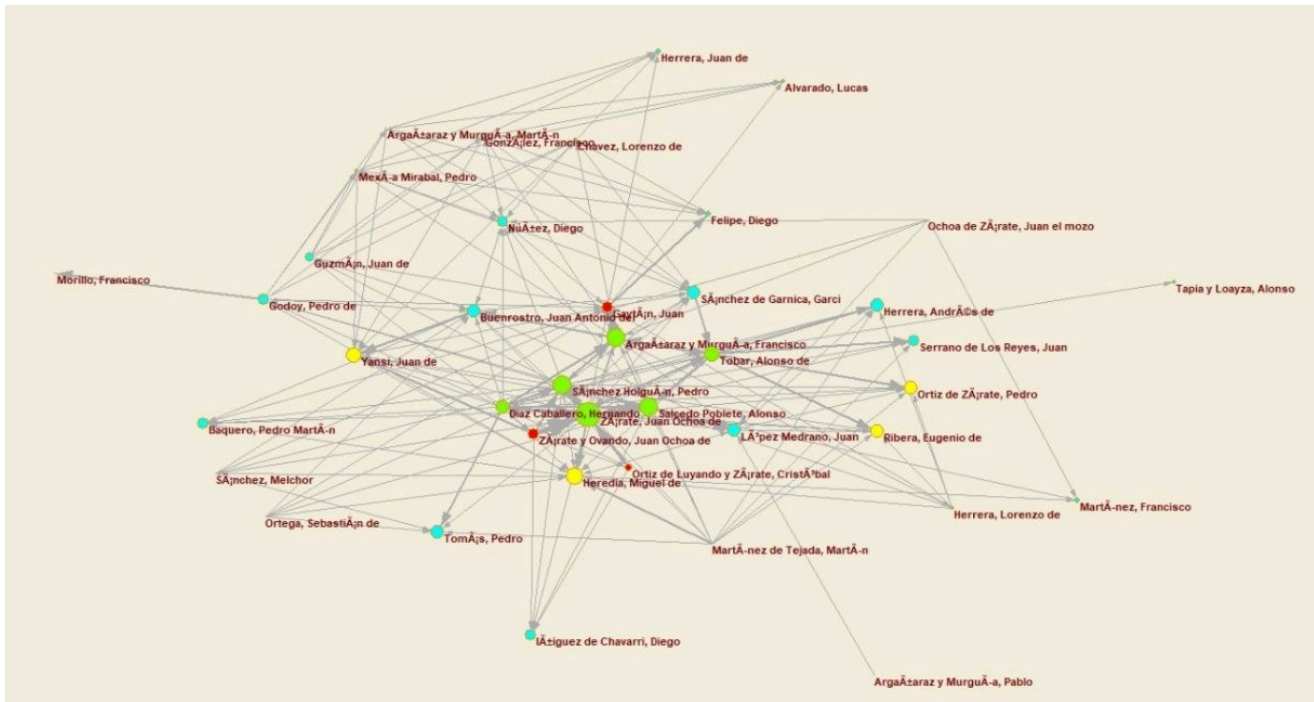 Herrera, Juan de
Alvarado, Lucas
ArgaÃ±araz y MurguÃ-a, MartÃ-n
GonzÃ¡lez, Francisco
Chavez, Lorenzo de
MexÃ-a Mirabal, Pedro
Felipe, Diego
NuÃ±ez, Diego
Ochoa de ZÃ¡rate, Juan el mozo
GuzmÃ¡n, Juan de
Morillo, Francisco
Tapia y Loayza, Alonso
Godoy, Pedro de
SÃ¡nchez de Garnica, Garci
Buenrostro, Juan Antonio de
GaytÃ¡n, Juan
Herrera, AndrÃ©s de
ArgaÃ±araz y MurguÃ-a, Francisco
Serrano de Los Reyes, Juan
Yansi, Juan de
Tobar, Alonso de
SÃ¡nchez HolguÃ-n, Pedro
Ortiz de ZÃ¡rate, Pedro
Diaz Caballero, Hernando
Salcedo Poblete, Alonso
ZÃ¡rate, Juan Ochoa de
Baquero, Pedro MartÃ-n
ZÃ¡rate y Ovando, Juan Ochoa de
LÃ³pez Medrano, Juan
Ribera, Eugenio de
Ortiz de Luyando y ZÃ¡rate, CristÃ³bal
SÃ¡nchez, Melchor
Heredia, Miguel de
MartÃ-nez, Francisco
Herrera, Lorenzo de
Ortega, SebastiÃ¡n de
TomÃ¡s, Pedro
MartÃ-nez de Tejada, MartÃ-n
IÃ±iguez de Chavarri, Diego
ArgaÃ±araz y MurguÃ-a, Pablo